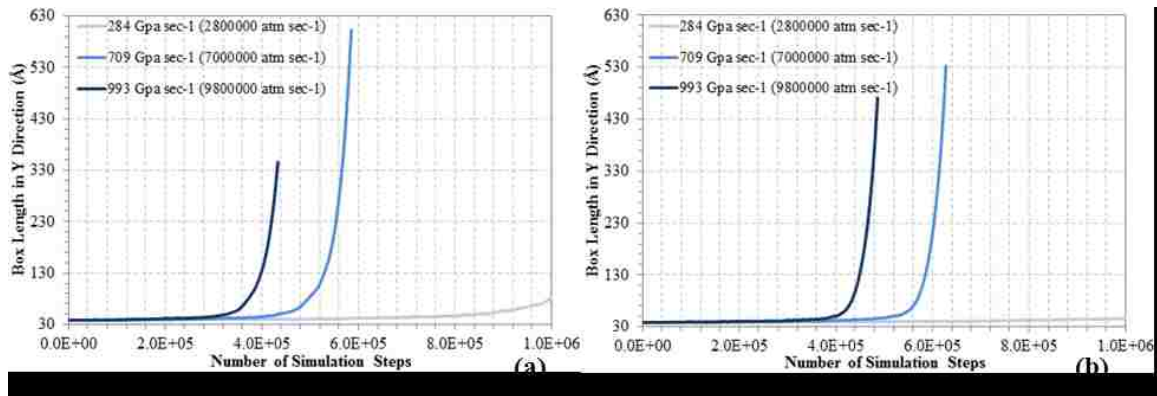 630
530
430
330
230
130
30
Box Length in Y Direction (Å)
284 Gpa sec-1 (2800000 atm sec-1)
709 Gpa sec-1 (7000000 atm sec-1)
993 Gpa sec-1 (9800000 atm sec-1)
0.0E+00 2.0E+05 4.0E+05 6.0E+05 8.0E+05 1.0E+06
Number of Simulation Steps
(a)
630
530
430
330
230
130
30
Box Length in Y Direction (Å)
284 Gpa sec-1 (2800000 atm sec-1)
709 Gpa sec-1 (7000000 atm sec-1)
993 Gpa sec-1 (9800000 atm sec-1)
0.0E+00 2.0E+05 4.0E+05 6.0E+05 8.0E+05 1.0E+06
Number of Simulation Steps
(b)